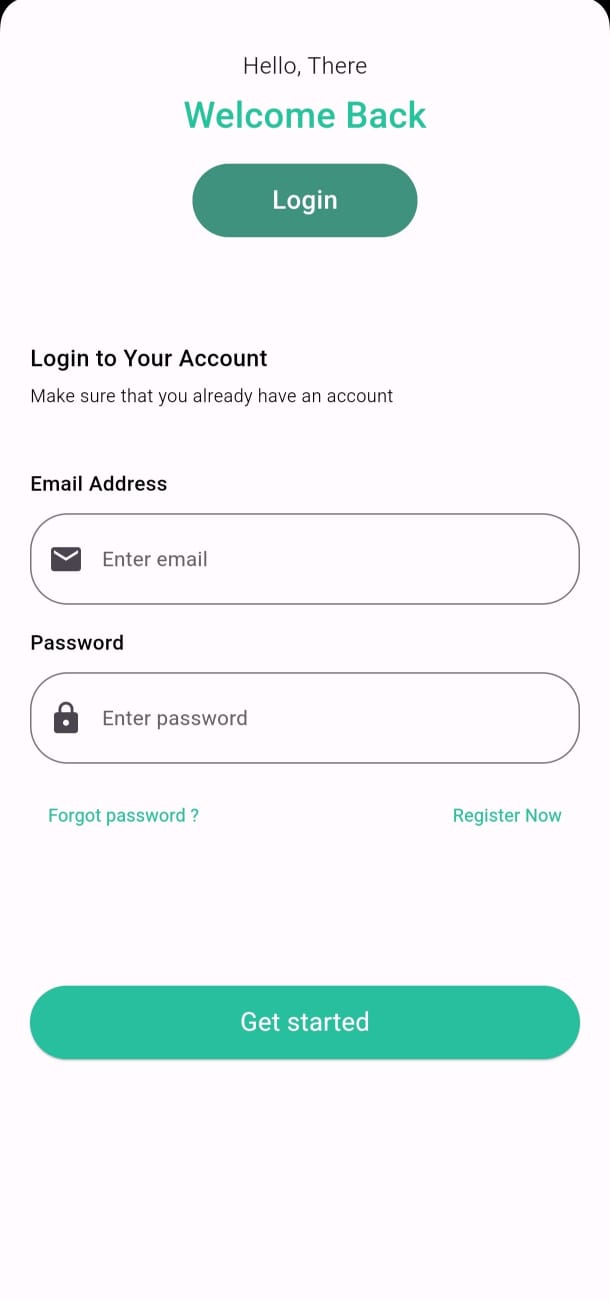 Hello, There
Welcome Back
Login
Login to Your Account
Make sure that you already have an account
Email Address
Enter email
Password
Enter password
Forgot password ?
Register Now
Get started